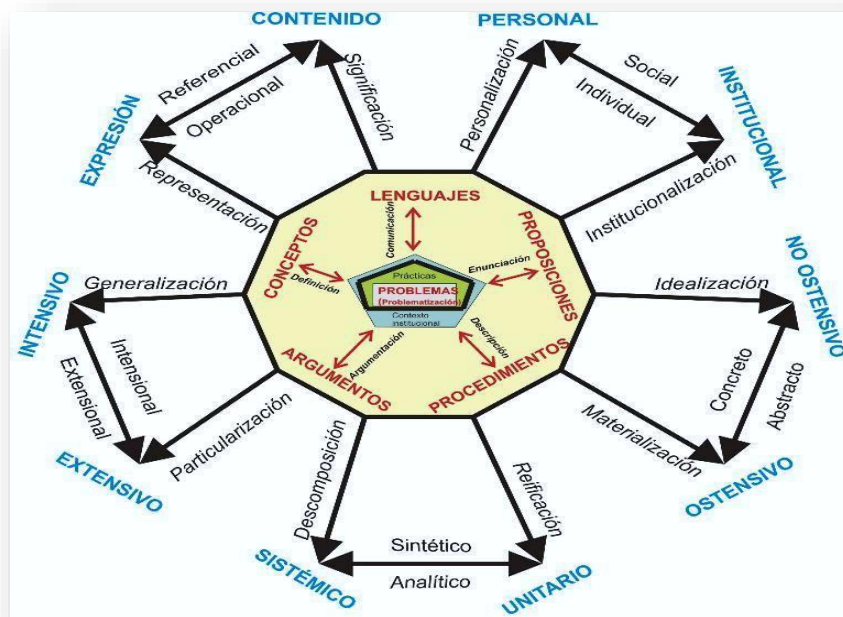 CONTENIDO
PERSONAL
Referencial
Operacional
Significación
Personalización
Social
Individual
EXPRESIÓN
INSTITUCIONAL
Representación
Institucionalización
LENGUAJES
CONCEPTOS
PROPOSICIONES
Comunicación
Definición
Enunciación
Prácticas
PROBLEMAS
(Problematización)
Contexto
institucional
Argumentación
Descripción
ARGUMENTOS
PROCEDIMIENTOS
INTENSIVO
Generalización
Intensional
Extensional
Particularización
EXTENSIVO
NO OSTENSIVO
Idealización
Concreto
Abstracto
Materialización
OSTENSIVO
Descomposición
Reificación
Sintético
Analítico
SISTÉMICO
UNITARIO